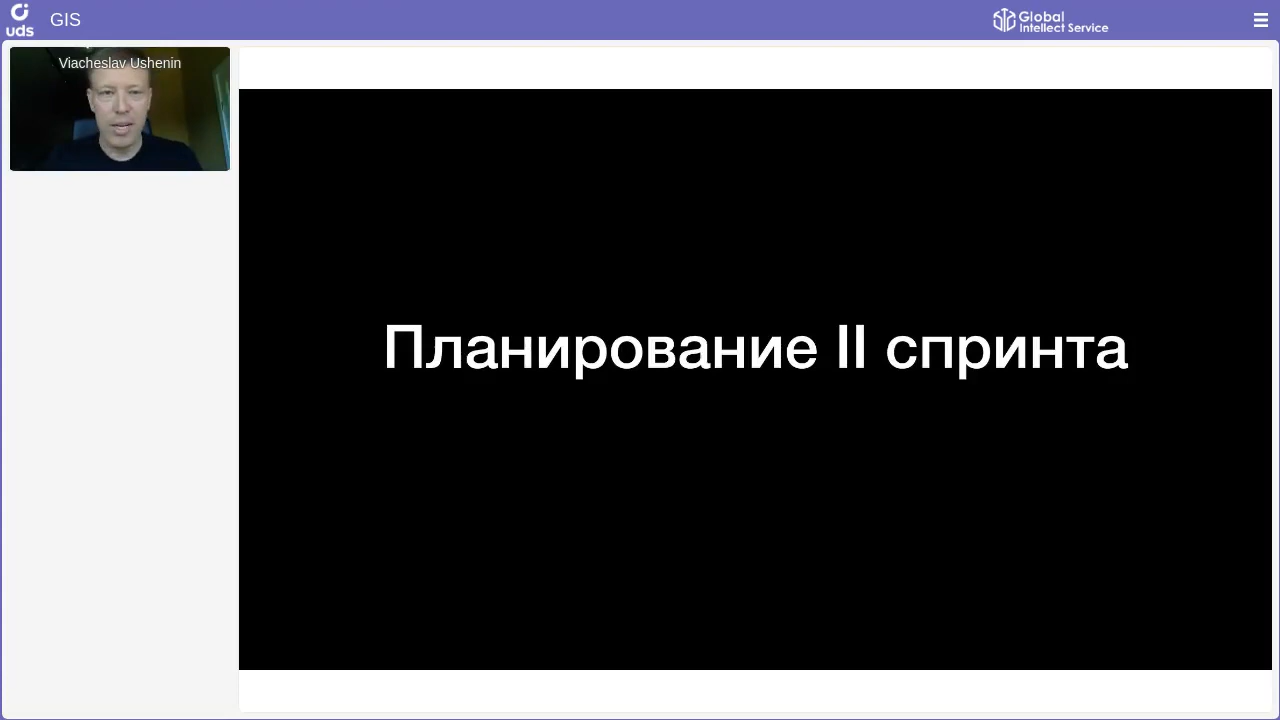 uds
GIS
Global
Intellect Service
Viacheslav Ushenin
Планирование II спринта